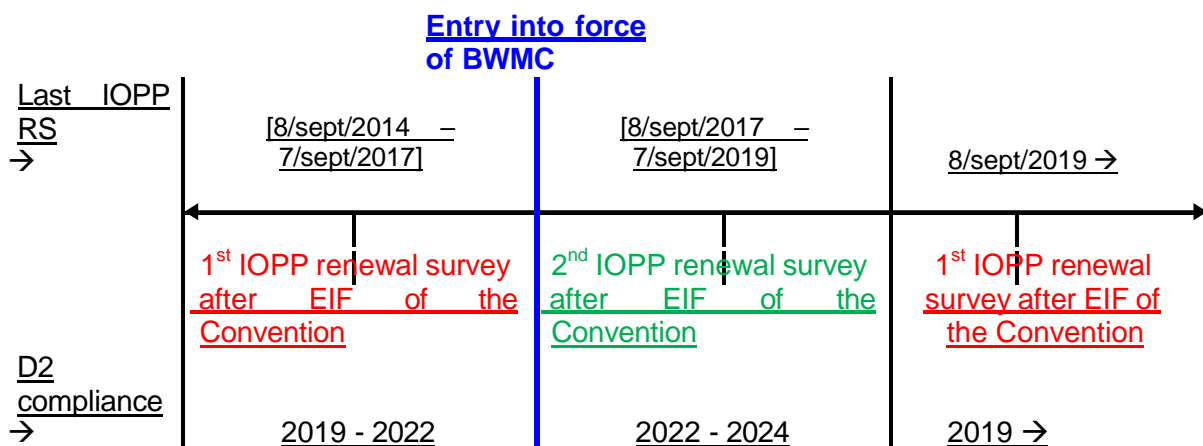 Entry into force
of BWMC
Last IOPP
RS
→
[8/sept/2014 –
7/sept/2017]
[8/sept/2017 –
7/sept/2019]
8/sept/2019 →
1st IOPP renewal survey
after EIF of the
Convention
2nd IOPP renewal survey
after EIF of the
Convention
1st IOPP renewal
survey after EIF of
the Convention
D2
compliance
→
2019 - 2022
2022 - 2024
2019 →